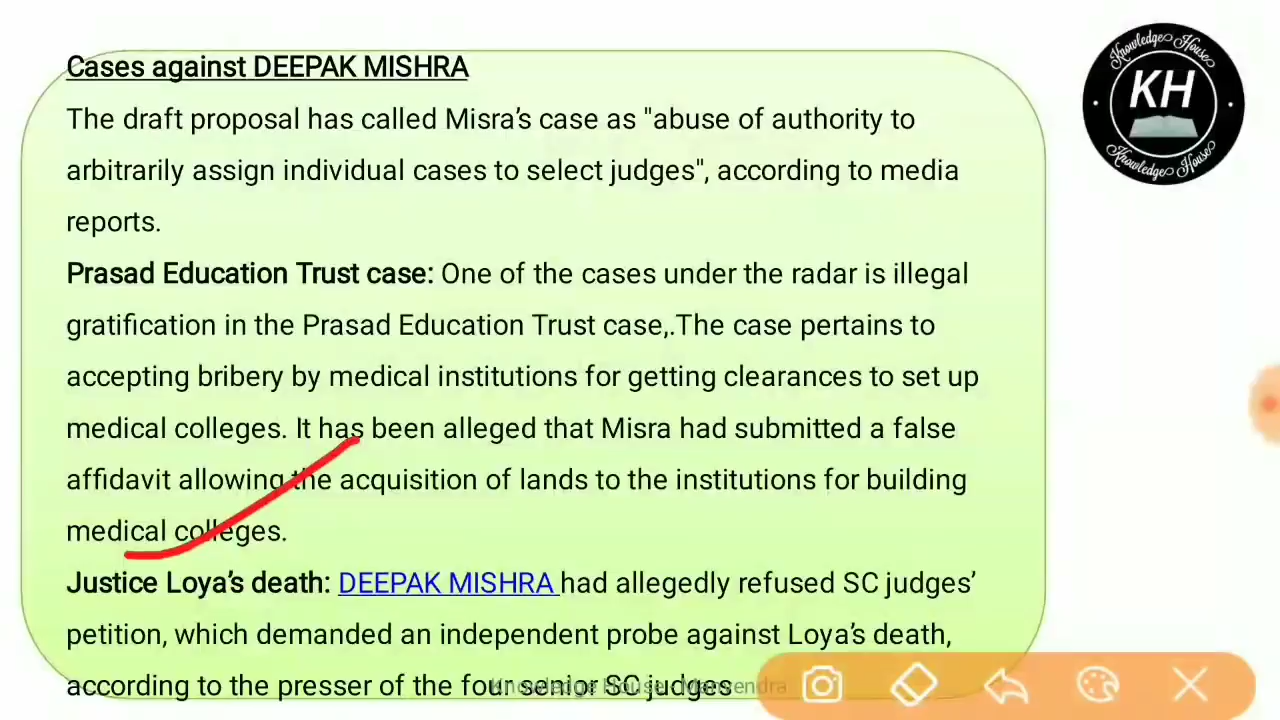 Cases against DEEPAK MISHRA
The draft proposal has called Misra’s case as "abuse of authority to
arbitrarily assign individual cases to select judges", according to media
reports.
Prasad Education Trust case: One of the cases under the radar is illegal
gratification in the Prasad Education Trust case,.The case pertains to
accepting bribery by medical institutions for getting clearances to set up
medical colleges. It has been alleged that Misra had submitted a false
affidavit allowing the acquisition of lands to the institutions for building
medical colleges.
Justice Loya’s death: DEEPAK MISHRA had allegedly refused SC judges’
petition, which demanded an independent probe against Loya’s death,
according to the presser of the four senior SC judges
Knowledge House
KH
Knowledge House
Knowledge House